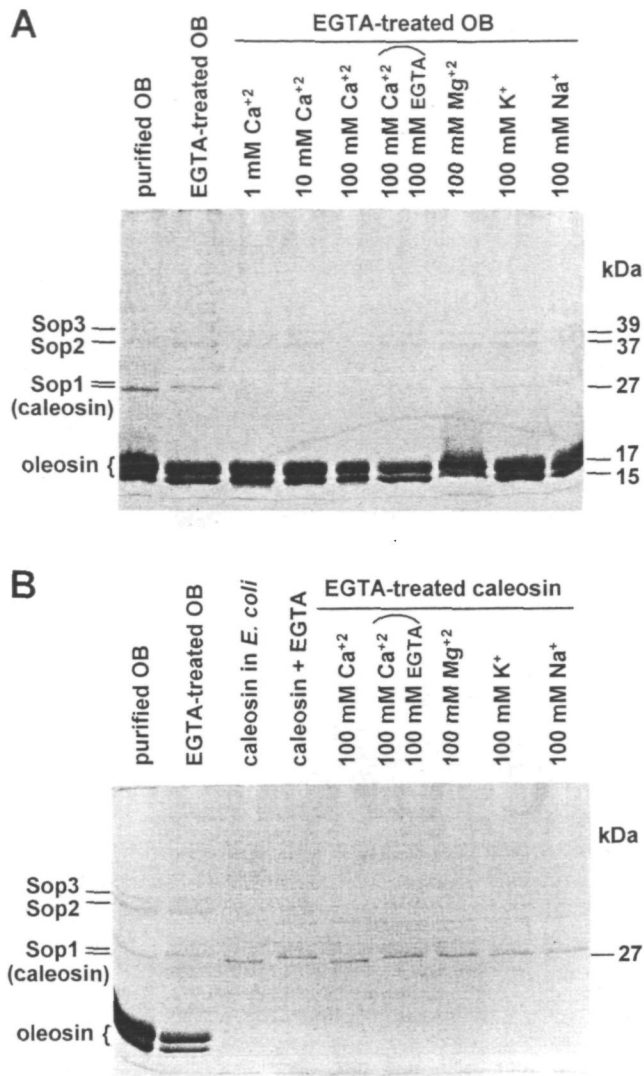 A
EGTA-treated OB
purified OB
EGTA-treated OB
1 mM Ca+2
10 mM Ca+2
100 mM Ca+2
100 mM Ca+2
100 mM EGTA
100 mM Mg+2
100 mM K+
100 mM Na+
kDa
Sop3
Sop2
Sop1
(caleosin)
oleosin {
39
37
27
17
15
B
EGTA-treated caleosin
purified OB
EGTA-treated OB
caleosin in E. coli
caleosin + EGTA
100 mM Ca+2
100 mM Ca+2
100 mM EGTA
100 mM Mg+2
100 mM K+
100 mM Na+
kDa
Sop3
Sop2
Sop1
(caleosin)
oleosin {
27